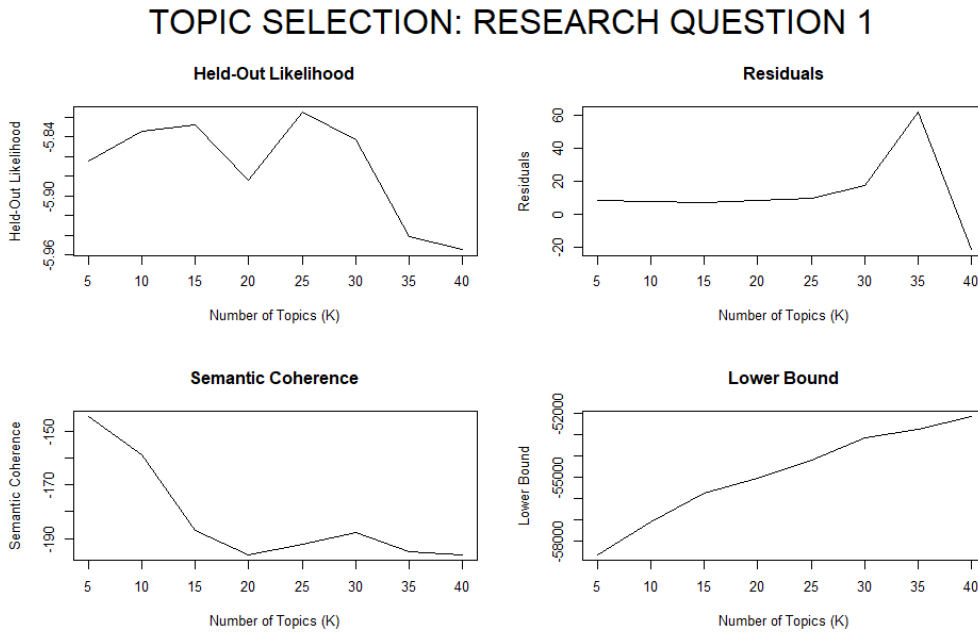 TOPIC SELECTION: RESEARCH QUESTION 1
Held-Out Likelihood
Held-Out Likelihood
-5.84
-5.90
-5.96
5 10 15 20 25 30 35 40
Number of Topics (K)
Residuals
Residuals
60
40
20
0
-20
5 10 15 20 25 30 35 40
Number of Topics (K)
Semantic Coherence
Semantic Coherence
-150
-170
-190
5 10 15 20 25 30 35 40
Number of Topics (K)
Lower Bound
Lower Bound
-52000
-55000
-58000
5 10 15 20 25 30 35 40
Number of Topics (K)